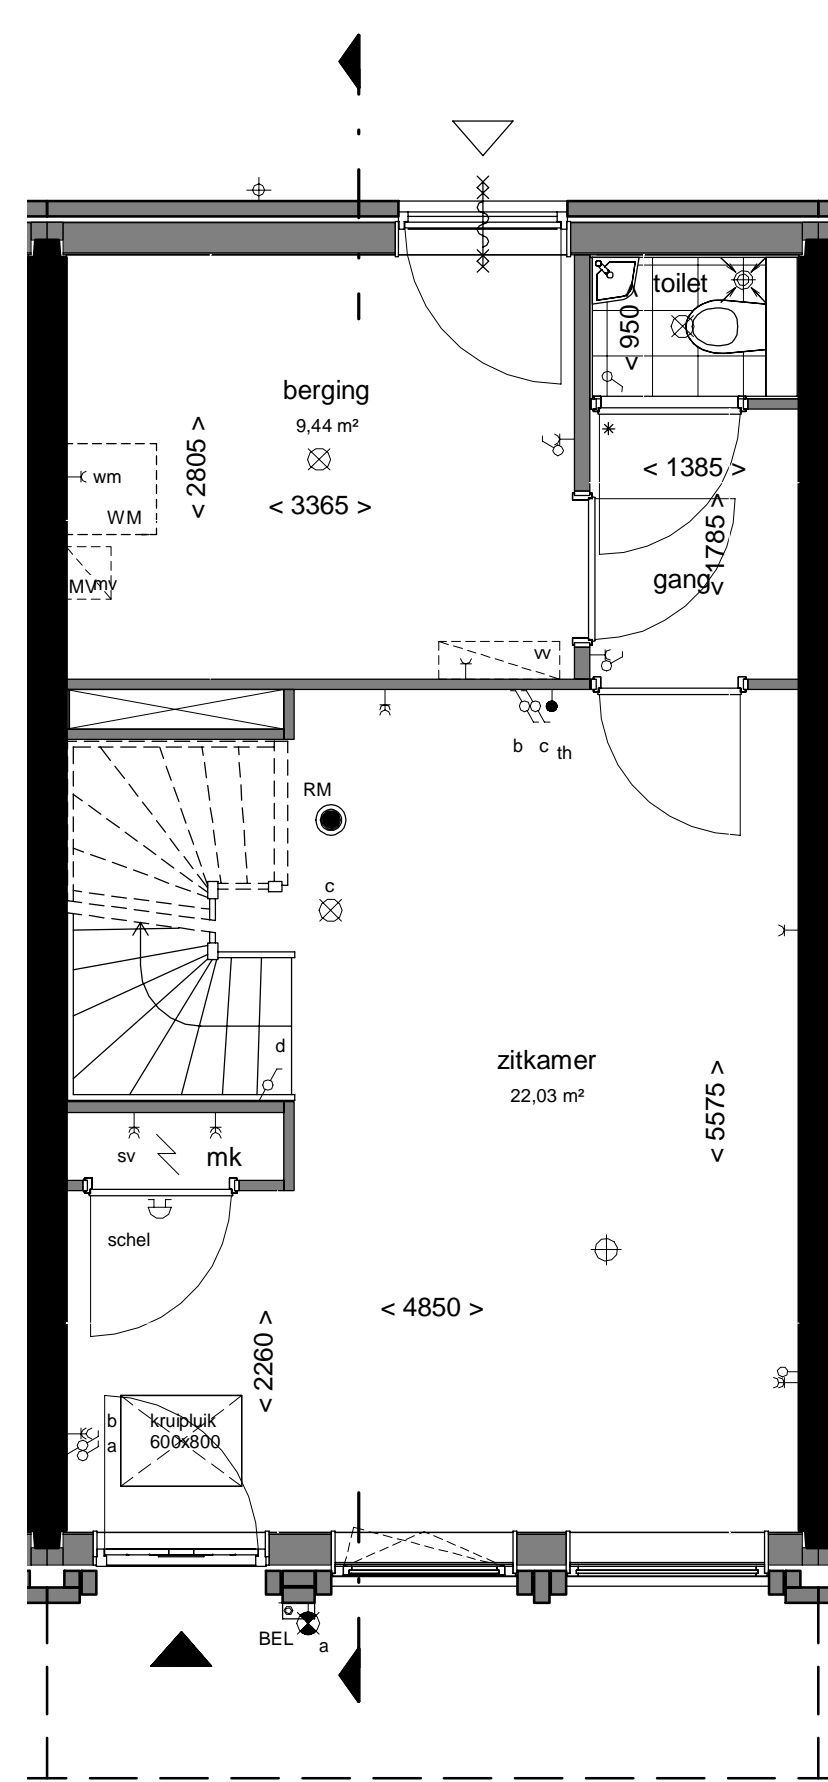 toilet
< 950 >
berging
9,44 m²
< 2805 >
< 3365 >
wm
WM
MV
mv
< 1385 >
< 1785 >
gang
vv
b
c
th
RM
c
d
zitkamer
22,03 m²
< 5575 >
sv
mk
schel
< 4850 >
< 2260 >
b
a
kruipluik
600x800
BEL
a